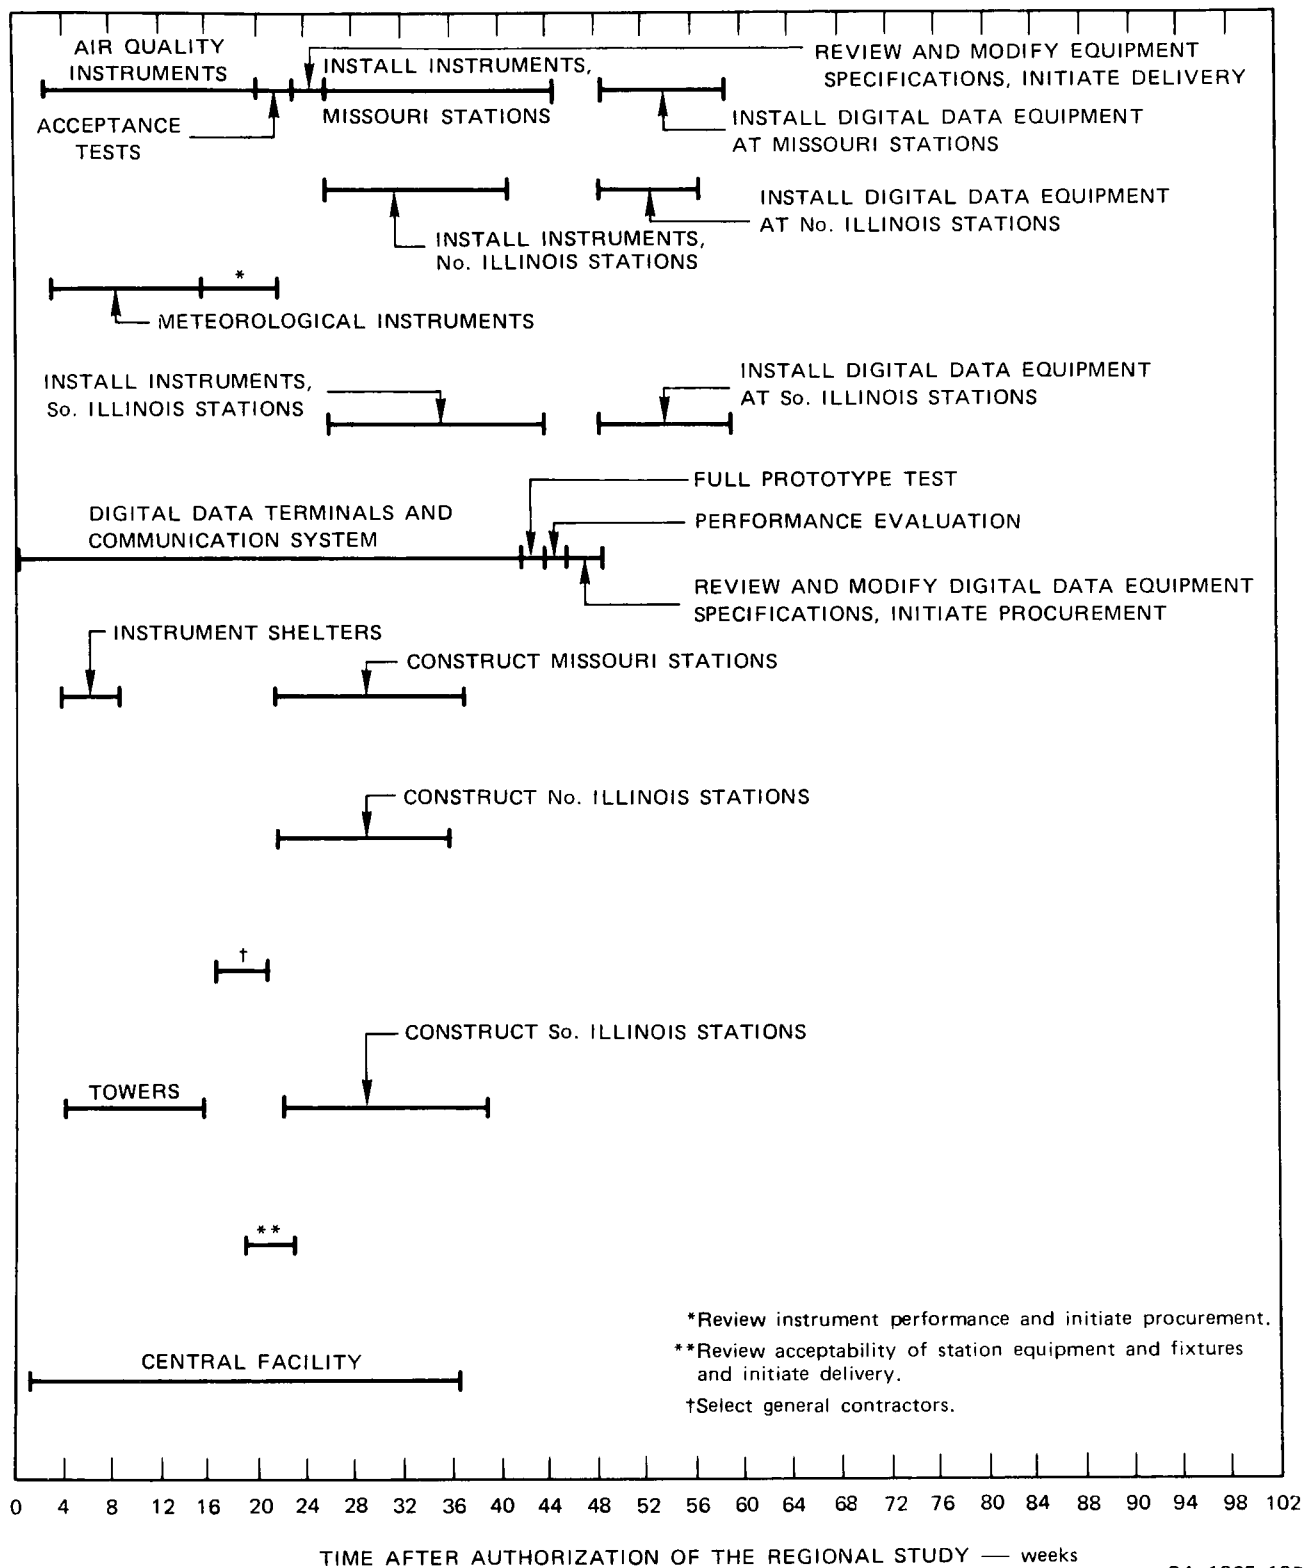 AIR QUALITY
INSTRUMENTS
INSTALL INSTRUMENTS,
MISSOURI STATIONS
REVIEW AND MODIFY EQUIPMENT
SPECIFICATIONS, INITIATE DELIVERY
ACCEPTANCE
TESTS
INSTALL DIGITAL DATA EQUIPMENT
AT MISSOURI STATIONS
INSTALL DIGITAL DATA EQUIPMENT
AT No. ILLINOIS STATIONS
INSTALL INSTRUMENTS,
No. ILLINOIS STATIONS
*
METEOROLOGICAL INSTRUMENTS
INSTALL INSTRUMENTS,
So. ILLINOIS STATIONS
INSTALL DIGITAL DATA EQUIPMENT
AT So. ILLINOIS STATIONS
FULL PROTOTYPE TEST
DIGITAL DATA TERMINALS AND
COMMUNICATION SYSTEM
PERFORMANCE EVALUATION
REVIEW AND MODIFY DIGITAL DATA EQUIPMENT
SPECIFICATIONS, INITIATE PROCUREMENT
INSTRUMENT SHELTERS
CONSTRUCT MISSOURI STATIONS
CONSTRUCT No. ILLINOIS STATIONS
†
CONSTRUCT So. ILLINOIS STATIONS
TOWERS
**
CENTRAL FACILITY
*Review instrument performance and initiate procurement.
**Review acceptability of station equipment and fixtures
and initiate delivery.
†Select general contractors.
0 4 8 12 16 20 24 28 32 36 40 44 48 52 56 60 64 70 80 84 88 90 94 98 102
TIME AFTER AUTHORIZATION OF THE REGIONAL STUDY — weeks